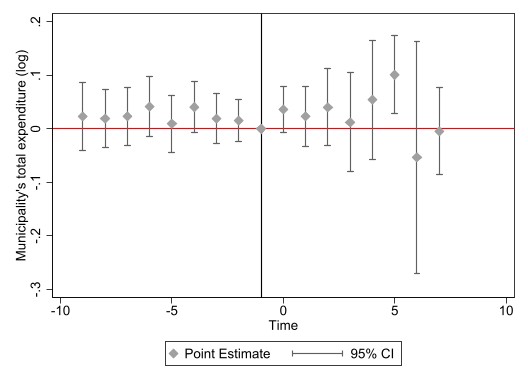 Municipality's total expenditure (log)
.2
.1
0
-.1
-.2
-.3
-10
-5
0
5
10
Time
Point Estimate
95% CI